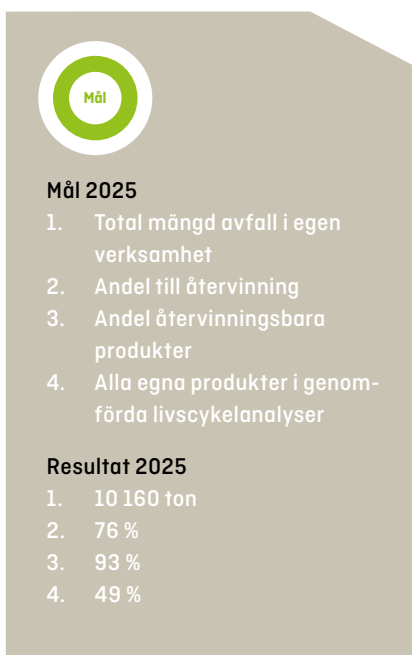 Mål
Mål 2025
1. Total mängd avfall i egen
verksamhet
2. Andel till återvinning
3. Andel återvinningsbara
produkter
4. Alla egna produkter i genom-
förda livscykelanalyser
Resultat 2025
1. 10 160 ton
2. 76 %
3. 93 %
4. 49 %